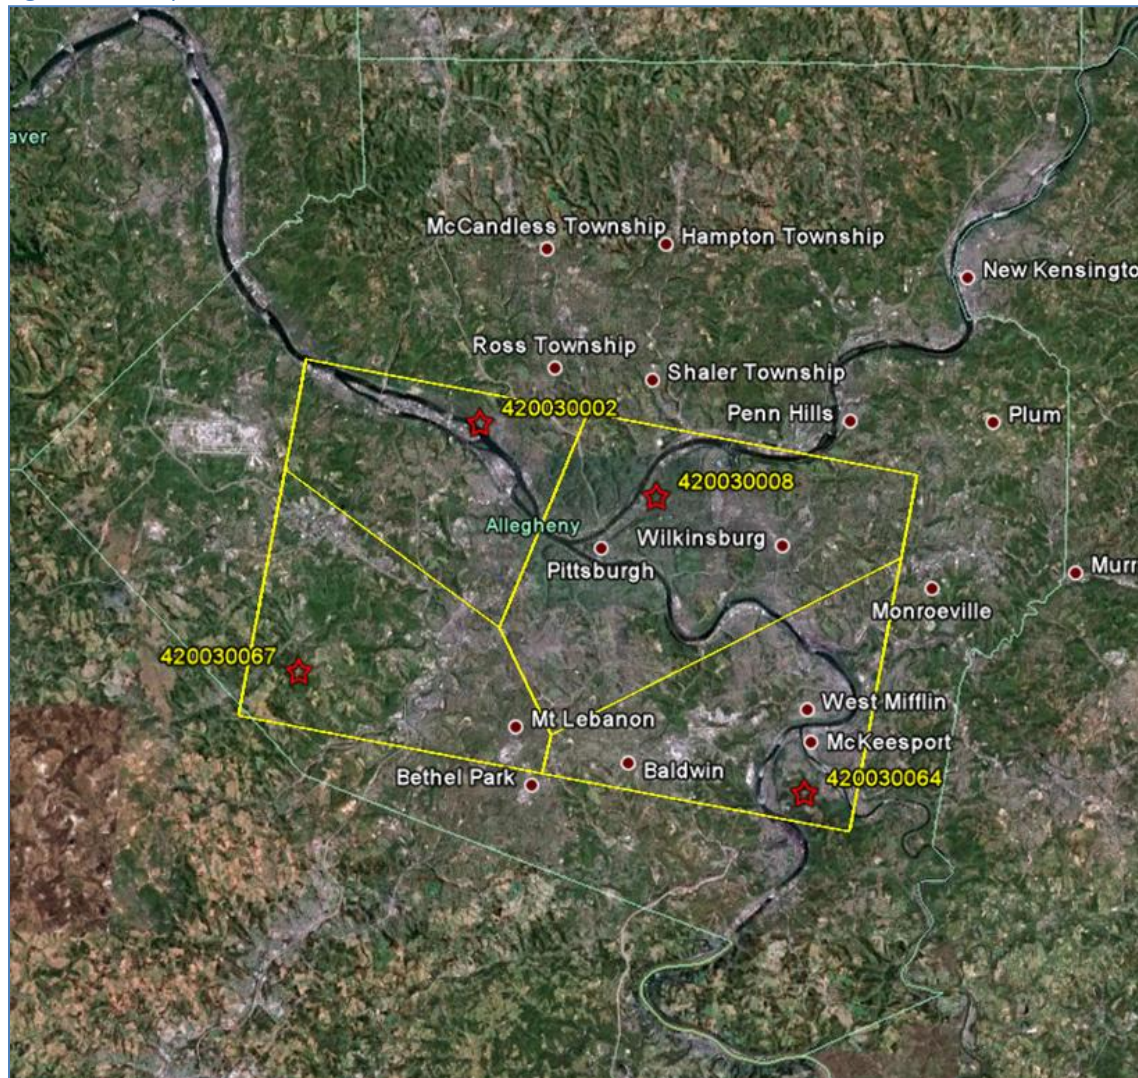 aver
McCandless Township
Hampton Township
New Kensingto
Ross Township
Shaler Township
420030002
Penn Hills
Plum
420030008
Allegheny
Wilkinsburg
Pittsburgh
Murr
Monroeville
420030067
West Mifflin
Mt Lebanon
McKeesport
Baldwin
Bethel Park
420030064